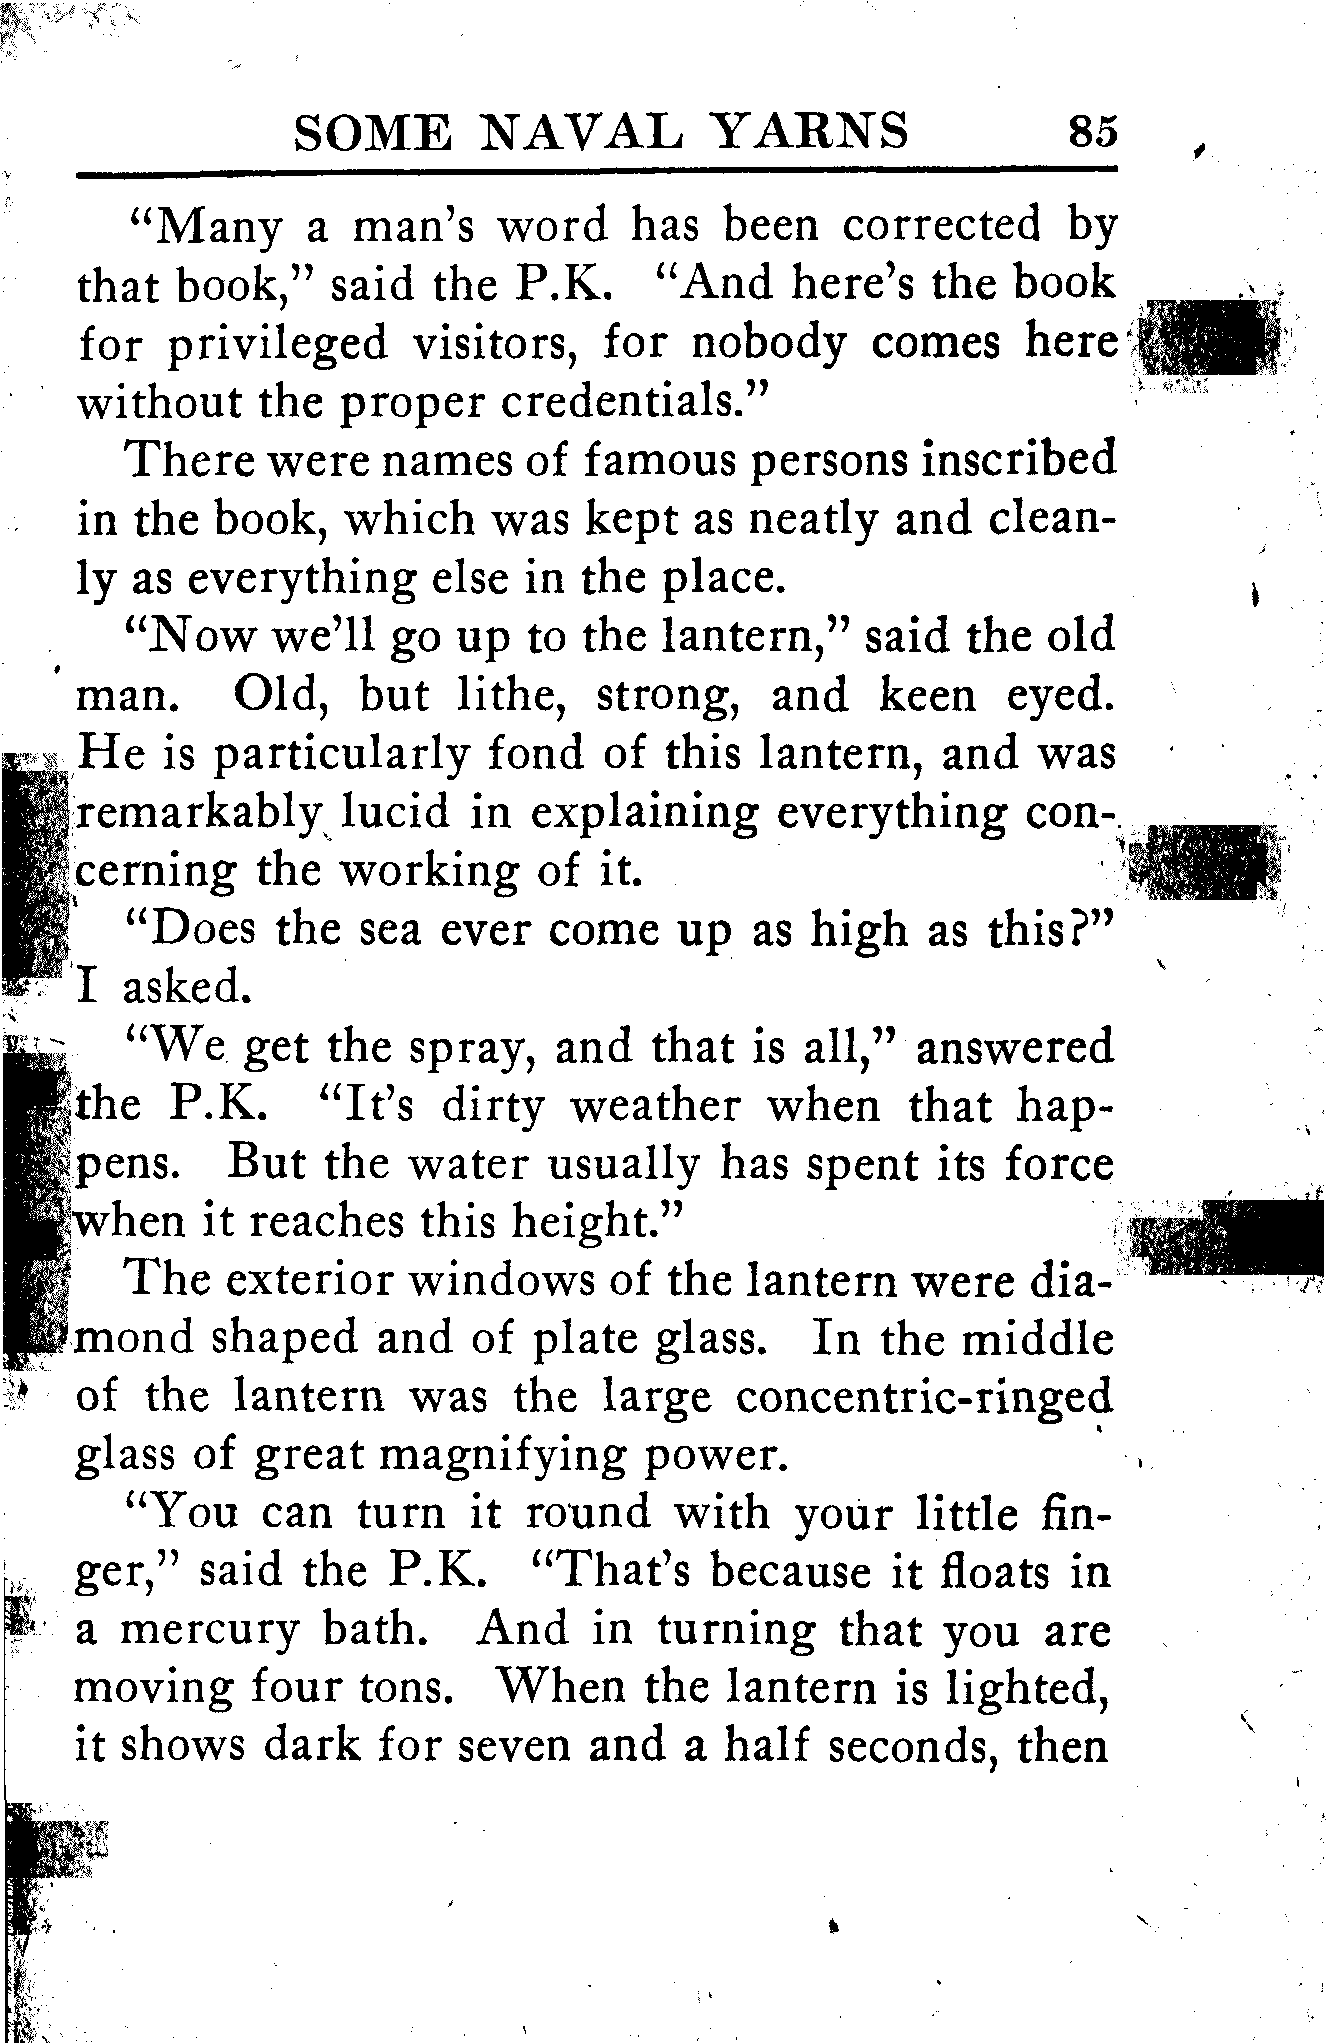 SOME NAVAL YARNS 85
“Many a man’s word has been corrected by
that book,” said the P.K. “And here’s the book
for privileged visitors, for nobody comes here
without the proper credentials.”
There were names of famous persons inscribed
in the book, which was kept as neatly and clean-
ly as everything else in the place.
“Now we’ll go up to the lantern,” said the old
man. Old, but lithe, strong, and keen eyed.
He is particularly fond of this lantern, and was
remarkably lucid in explaining everything con-
cerning the working of it.
“Does the sea ever come up as high as this?”
I asked.
“We get the spray, and that is all,” answered
the P.K. “It’s dirty weather when that hap-
pens. But the water usually has spent its force
when it reaches this height.”
The exterior windows of the lantern were dia-
mond shaped and of plate glass. In the middle
of the lantern was the large concentric-ringed
glass of great magnifying power.
“You can turn it round with your little fin-
ger,” said the P.K. “That’s because it floats in
a mercury bath. And in turning that you are
moving four tons. When the lantern is lighted,
it shows dark for seven and a half seconds, then